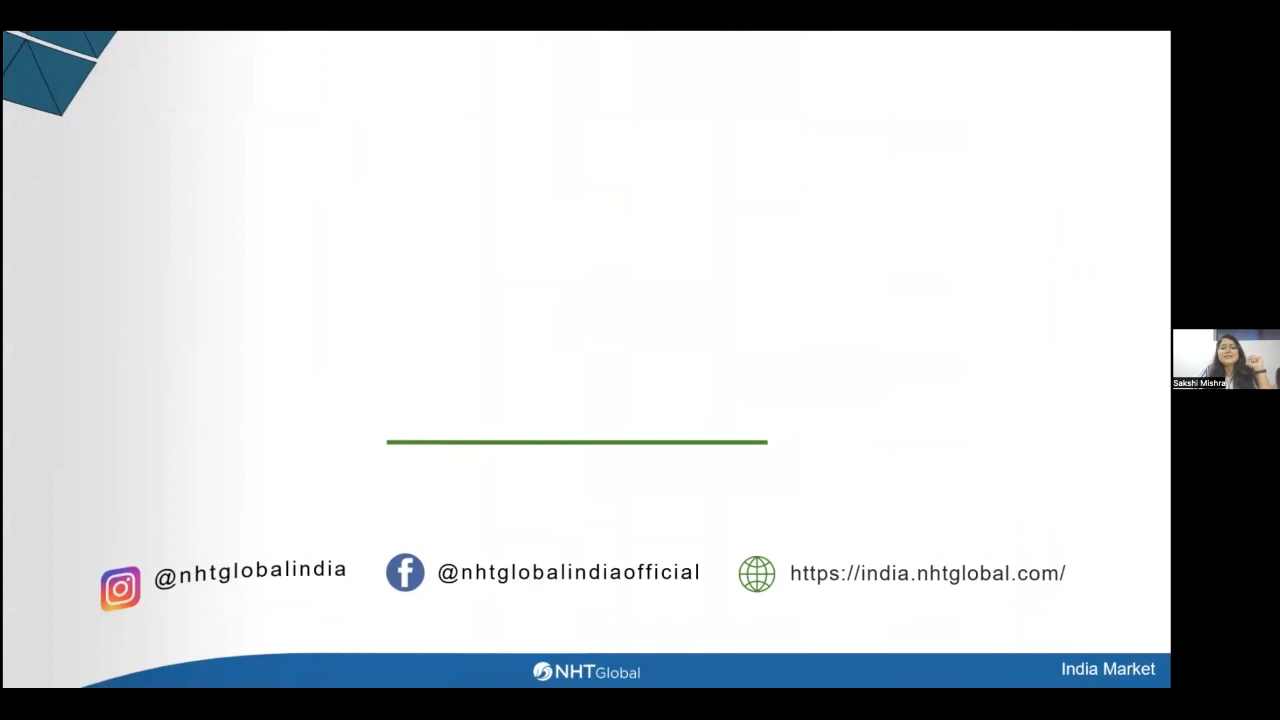 @nhtglobalindia
@nhtglobalindiaofficial
https://india.nhtglobal.com/
Sakshi Mishra
NHTGlobal
India Market